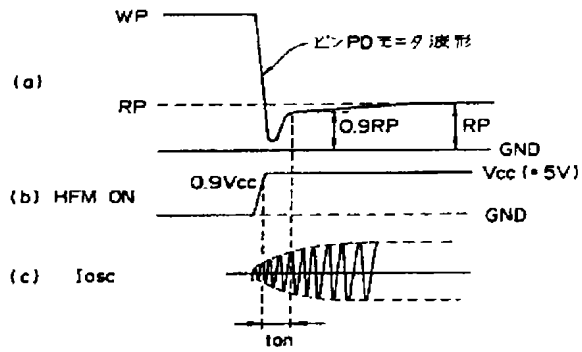 WP
ピンPDモニタ波形
(a)
RP
0.9RP
RP
GND
0.9Vcc
Vcc(=5V)
(b) HFM ON
GND
(c) Iosc
ton